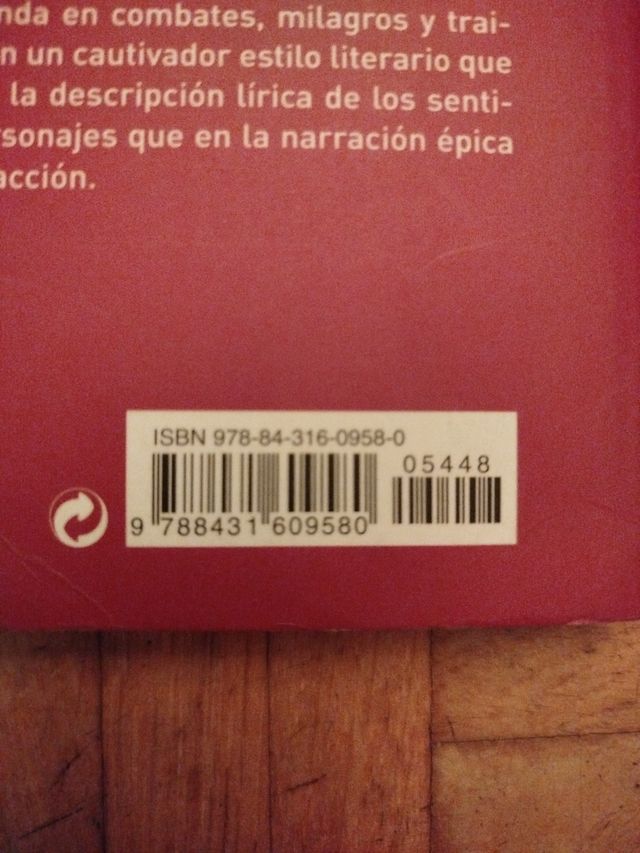 nda en combates, milagros y trai-
n un cautivador estilo literario que
la descripción lírica de los senti-
rsonajes que en la narración épica
acción.
ISBN 978-84-316-0958-0
05448
9 788431 609580